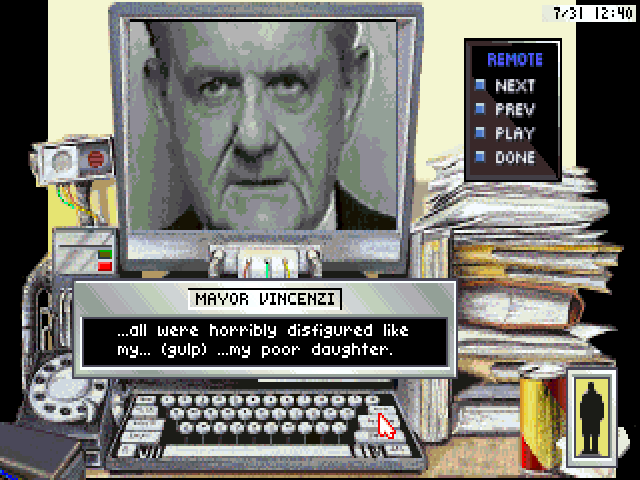 7/31 12:40
REMOTE
NEXT
PREV
PLAY
DONE
MAYOR VINCENZI
...all were horribly disfigured like
my... (gulp) ...my poor daughter.